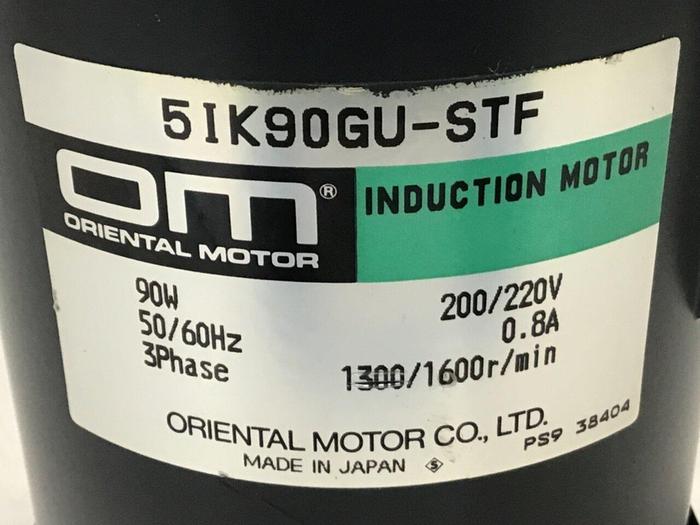 5IK90GU-STF
om®
ORIENTAL MOTOR
INDUCTION MOTOR
90W
50/60Hz
3Phase
200/220V
0.8A
1300/1600r/min
ORIENTAL MOTOR CO., LTD.
MADE IN JAPAN S
PS9 38404